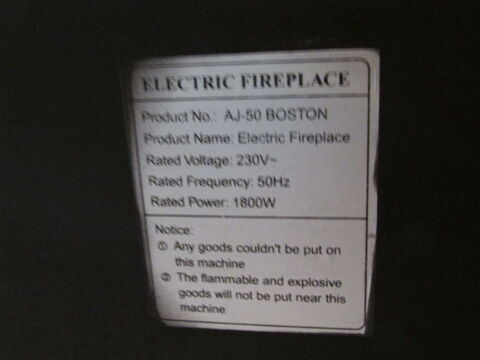 ELECTRIC FIREPLACE
Product No.: AJ-50 BOSTON
Product Name: Electric Fireplace
Rated Voltage: 230V~
Rated Frequency: 50Hz
Rated Power: 1800W
Notice:
① Any goods couldn't be put on
this machine
② The flammable and explosive
goods will not be put near this
machine